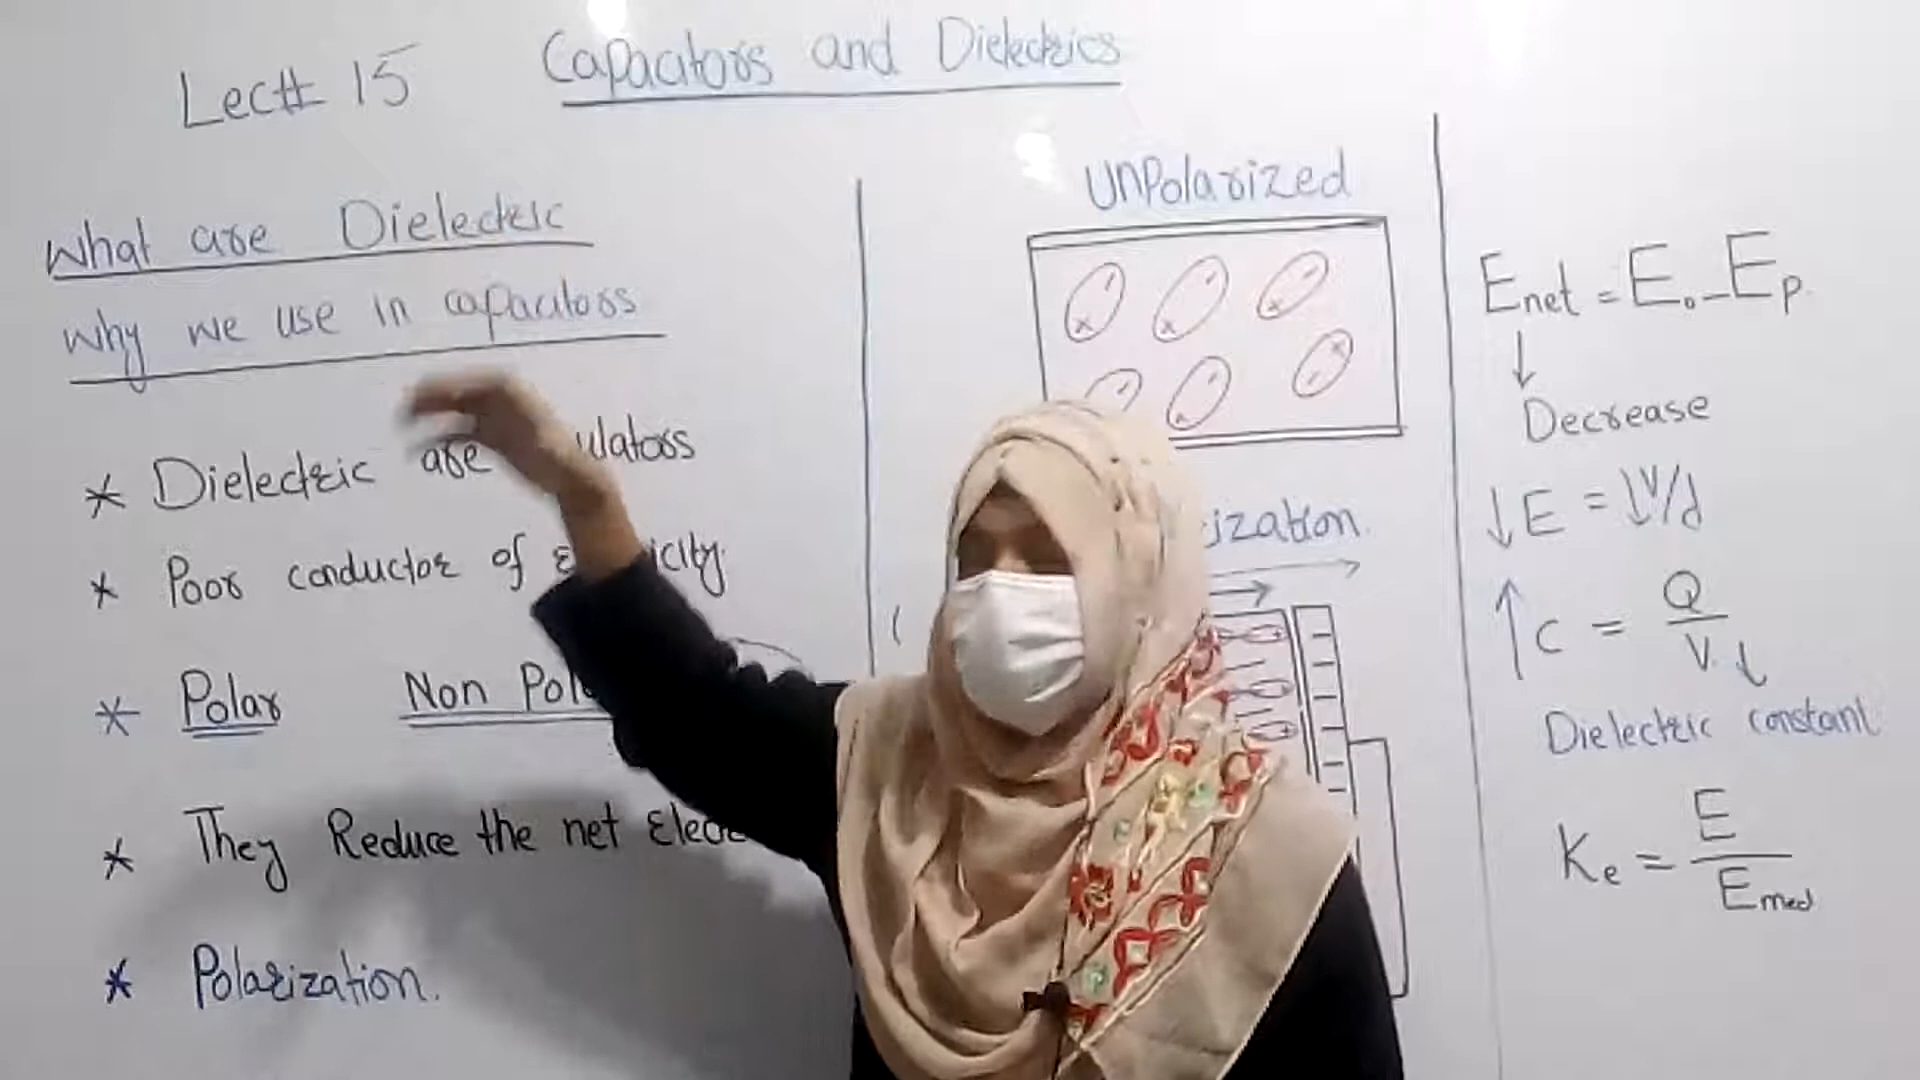 Lect# 15
Capacitors and Dielectrics
What are Dielectric
Why we use in capacitors
* Dielectric are ulators
* Poor conductor of icity.
* Polar Non Pol
* They Reduce the net Elec
* Polarization.
UnPolarized
ization.
Enet = E₀ - Ep
↓
Decrease
↓E = ↓V/d
↑C = Q/V↓
Dielectric constant
Ke = E/Emed